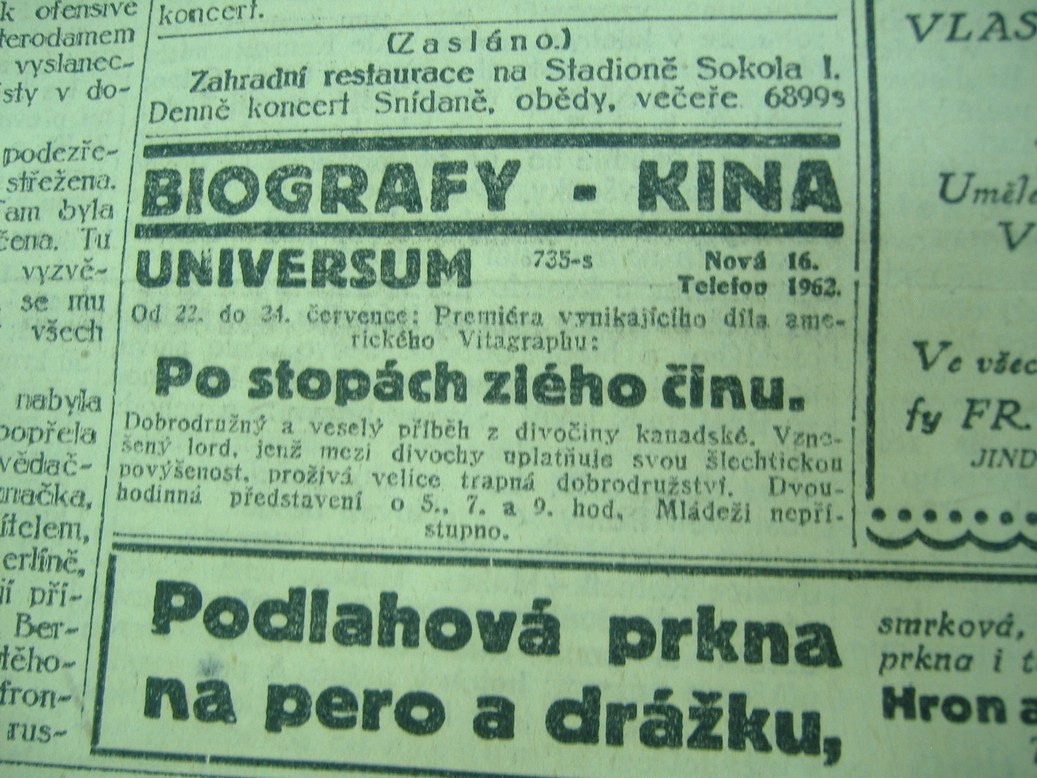 k ofensive
terodamem
vyslanec-
isty v do-
podezře-
střežena.
Tam byla
čena. Tu
vyzvě-
se mu
všech
nabyla
popřela
vědač-
načka,
ítelem,
erlíně,
jí pří-
Ber-
tého-
fron-
rus-
koncert.
(Zasláno.)
Zahradní restaurace na Stadioně Sokola I.
Denně koncert Snídaně, obědy, večeře 6899s
BIOGRAFY - KINA
UNIVERSUM 735-s Nová 16.
Telefon 1962.
Od 22. do 24. července: Premiéra vynikajícího díla ame-
rického Vitagraphu:
Po stopách zlého činu.
Dobrodružný a veselý příběh z divočiny kanadské. Vzne-
šený lord, jenž mezi divochy uplatňuje svou šlechtickou
povýšenost, prožívá velice trapná dobrodružství. Dvou-
hodinná představení o 5., 7. a 9. hod. Mládeži nepří-
stupno.
Podlahová prkna
na pero a drážku,
smrková,
prkna i t
Hron a
VLAS
Uměle
V
Ve všec
fy FR.
JIND